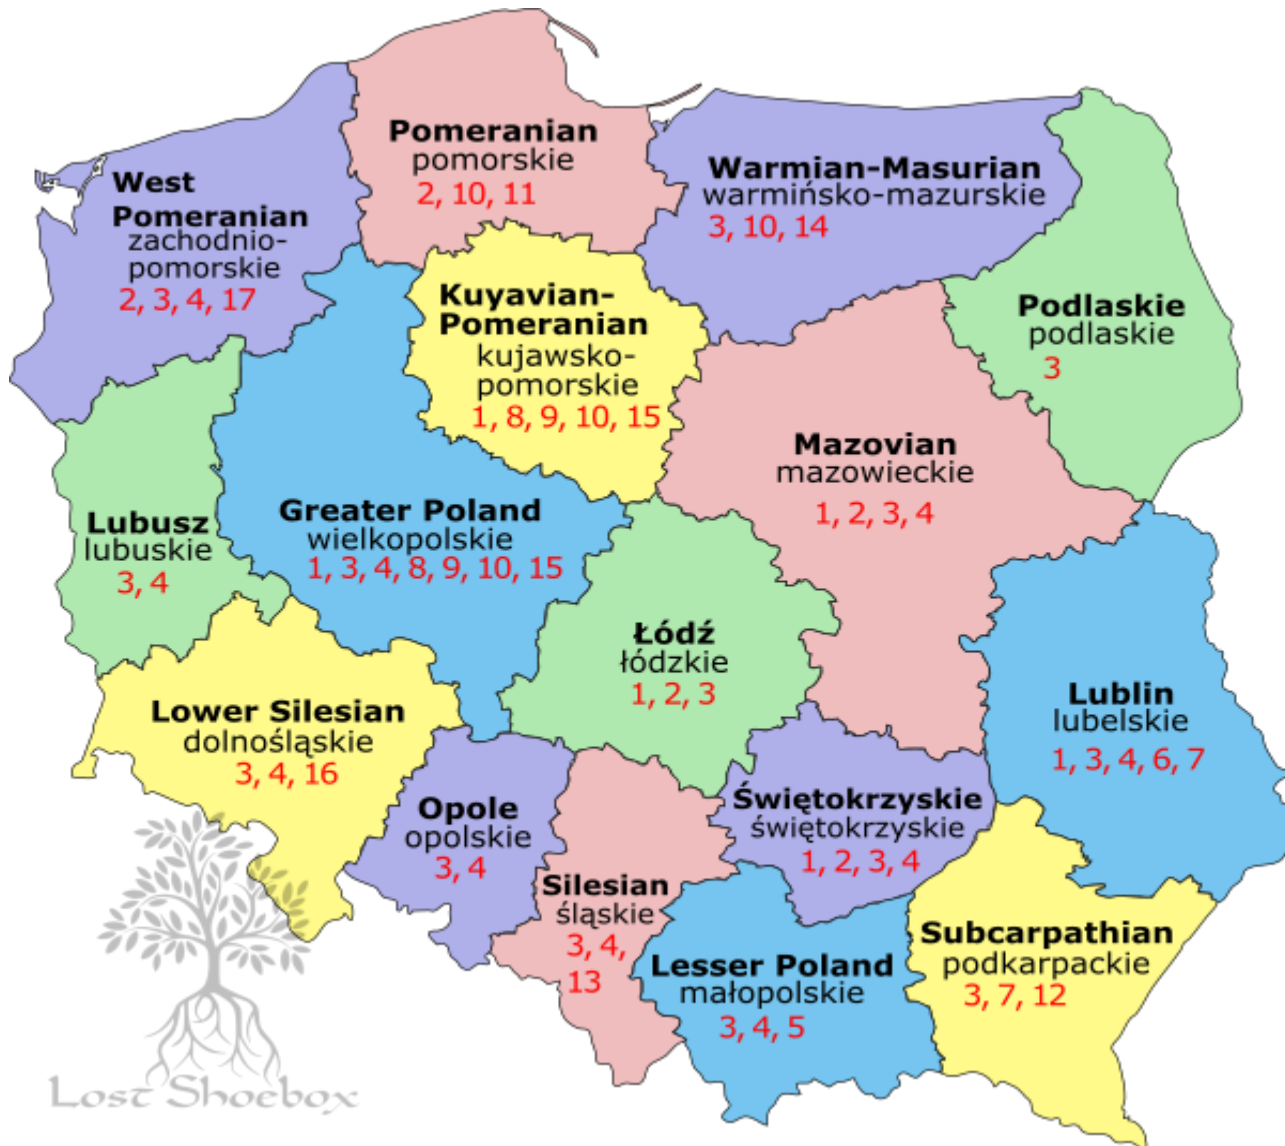 Pomeranian
pomorskie
2, 10, 11
Warmian-Masurian
warmińsko-mazurskie
3, 10, 14
West
Pomeranian
zachodnio-
pomorskie
2, 3, 4, 17
Kuyavian-
Pomeranian
kujawsko-
pomorskie
1, 8, 9, 10, 15
Podlaskie
podlaskie
3
Mazovian
mazowieckie
1, 2, 3, 4
Lubusz
lubuskie
3, 4
Greater Poland
wielkopolskie
1, 3, 4, 8, 9, 10, 15
Łódź
łódzkie
1, 2, 3
Lublin
lubelskie
1, 3, 4, 6, 7
Lower Silesian
dolnośląskie
3, 4, 16
Opole
opolskie
3, 4
Świętokrzyskie
świętokrzyskie
1, 2, 3, 4
Silesian
śląskie
3, 4,
13
Lesser Poland
małopolskie
3, 4, 5
Subcarpathian
podkarpackie
3, 7, 12
Lost Shoebox